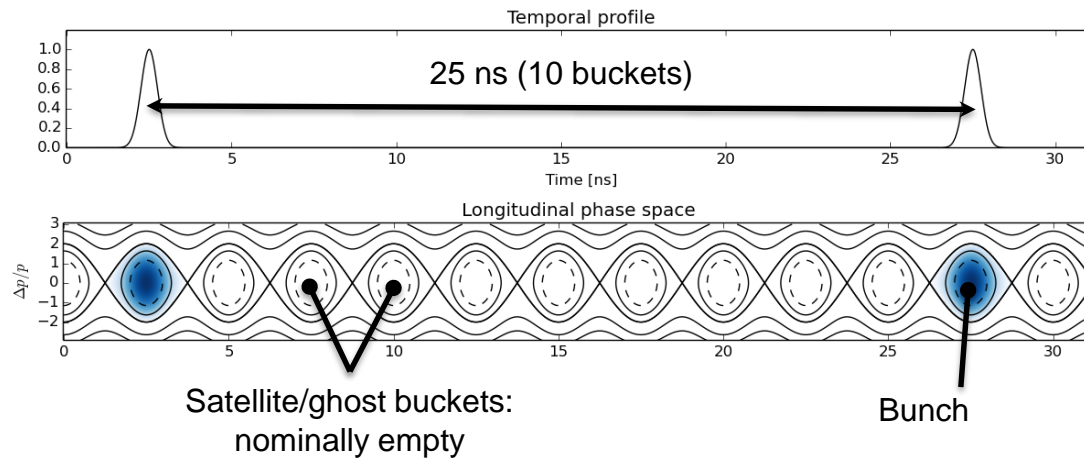 Temporal profile
1.0
0.8
0.6
0.4
0.2
0.0
25 ns (10 buckets)
0 5 10 15 20 25 30
Time [ns]
Longitudinal phase space
3
2
1
0
−1
−2
Δp/p
0 5 10 15 20 25 30
Satellite/ghost buckets:
nominally empty
Bunch